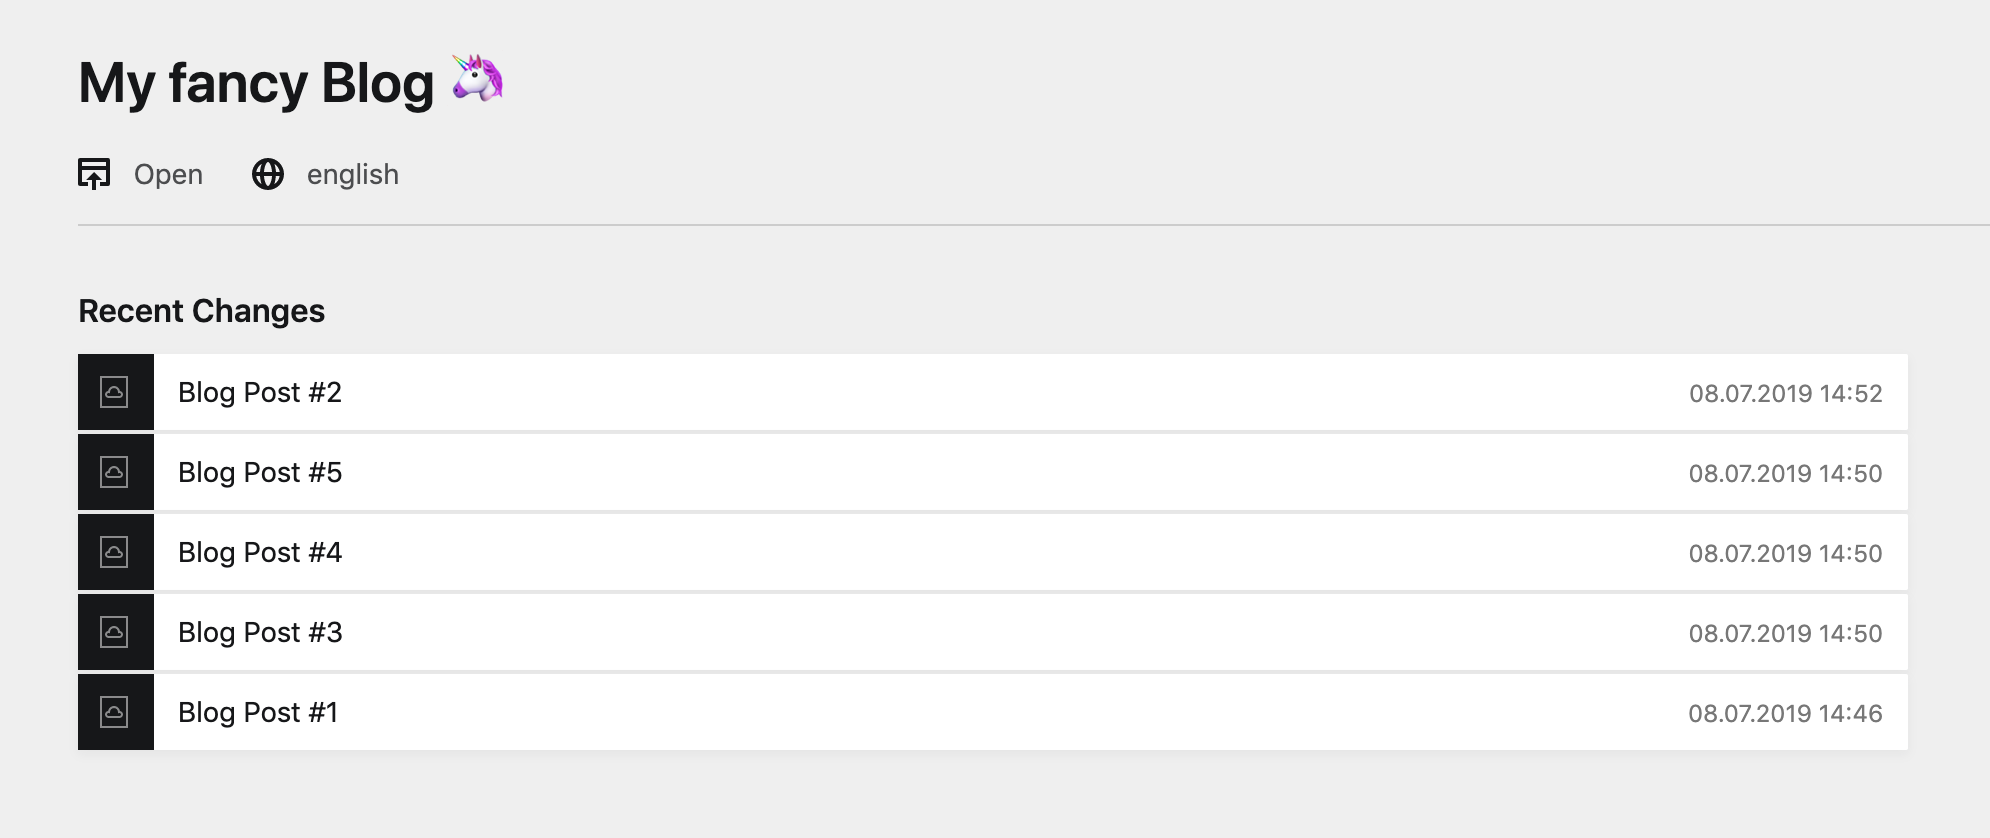 My fancy Blog 🦄
Open english
Recent Changes
Blog Post #2 08.07.2019 14:52
Blog Post #5 08.07.2019 14:50
Blog Post #4 08.07.2019 14:50
Blog Post #3 08.07.2019 14:50
Blog Post #1 08.07.2019 14:46